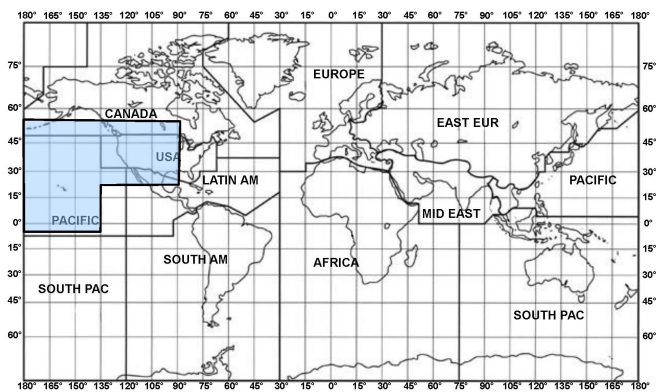 180° 165° 150° 135° 120° 105° 90° 75° 60° 45° 30° 15° 0° 15° 30° 45° 60° 75° 90° 105° 120° 135° 150° 165° 180°
75° EUROPE 75°
60° CANADA 60°
EAST EUR
45° 45°
USA
30° 30°
LATIN AM PACIFIC
15° 15°
PACIFIC MID EAST
0° 0°
15° 15°
SOUTH AM AFRICA
30° 30°
SOUTH PAC
45° 45°
SOUTH PAC
60° 60°
180° 165° 150° 135° 120° 105° 90° 75° 60° 45° 30° 15° 0° 15° 30° 45° 60° 75° 90° 105° 120° 135° 150° 165° 180°